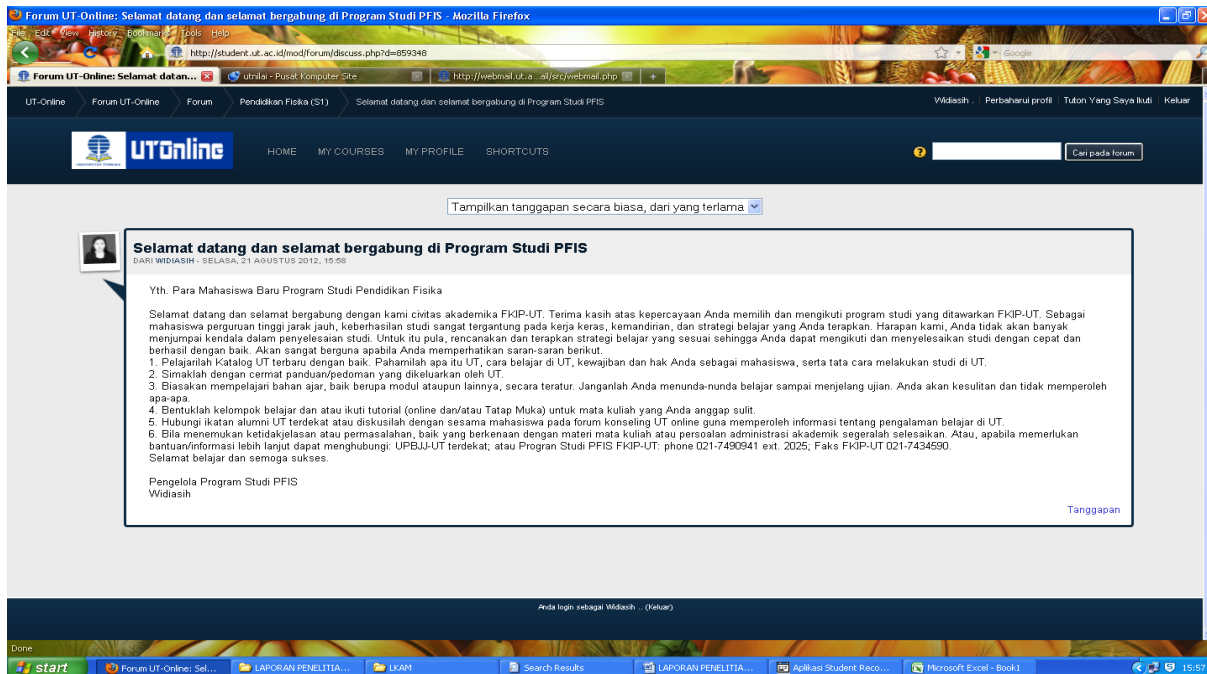 Forum UT-Online: Selamat datang dan selamat bergabung di Program Studi PFIS - Mozilla Firefox
File Edit View History Bookmarks Tools Help
http://student.ut.ac.id/mod/forum/discuss.php?d=859348
Google
Forum UT-Online: Selamat datan... utnilai - Pusat Komputer Site http://webmail.ut.a...ail/src/webmail.php +
UT-Online Forum UT-Online Forum Pendidikan Fisika (S1) Selamat datang dan selamat bergabung di Program Studi PFIS Widiasih . Perbaharui profil Tuton Yang Saya Ikuti Keluar
UTOnline HOME MY COURSES MY PROFILE SHORTCUTS ? Cari pada forum
Tampilkan tanggapan secara biasa, dari yang terlama
Selamat datang dan selamat bergabung di Program Studi PFIS
DARI WIDIASIH - SELASA, 21 AGUSTUS 2012, 15:58
Yth. Para Mahasiswa Baru Program Studi Pendidikan Fisika
Selamat datang dan selamat bergabung dengan kami civitas akademika FKIP-UT. Terima kasih atas kepercayaan Anda memilih dan mengikuti program studi yang ditawarkan FKIP-UT. Sebagai
mahasiswa perguruan tinggi jarak jauh, keberhasilan studi sangat tergantung pada kerja keras, kemandirian, dan strategi belajar yang Anda terapkan. Harapan kami, Anda tidak akan banyak
menjumpai kendala dalam penyelesaian studi. Untuk itu pula, rencanakan dan terapkan strategi belajar yang sesuai sehingga Anda dapat mengikuti dan menyelesaikan studi dengan cepat dan
berhasil dengan baik. Akan sangat berguna apabila Anda memperhatikan saran-saran berikut.
1. Pelajarilah Katalog UT terbaru dengan baik. Pahamilah apa itu UT, cara belajar di UT, kewajiban dan hak Anda sebagai mahasiswa, serta tata cara melakukan studi di UT.
2. Simaklah dengan cermat panduan/pedoman yang dikeluarkan oleh UT.
3. Biasakan mempelajari bahan ajar, baik berupa modul ataupun lainnya, secara teratur. Janganlah Anda menunda-nunda belajar sampai menjelang ujian. Anda akan kesulitan dan tidak memperoleh
apa-apa.
4. Bentuklah kelompok belajar dan atau ikuti tutorial (online dan/atau Tatap Muka) untuk mata kuliah yang Anda anggap sulit.
5. Hubungi ikatan alumni UT terdekat atau diskusilah dengan sesama mahasiswa pada forum konseling UT online guna memperoleh informasi tentang pengalaman belajar di UT.
6. Bila menemukan ketidakjelasan atau permasalahan, baik yang berkenaan dengan materi mata kuliah atau persoalan administrasi akademik segeralah selesaikan. Atau, apabila memerlukan
bantuan/informasi lebih lanjut dapat menghubungi: UPBJJ-UT terdekat; atau Progran Studi PFIS FKIP-UT: phone 021-7490941 ext. 2025; Faks FKIP-UT 021-7434590.
Selamat belajar dan semoga sukses.
Pengelola Program Studi PFIS
Widiasih
Tanggapan
Anda login sebagai Widiasih .. (Keluar)
Done
start Forum UT-Online: Sel... LAPORAN PENELITIA... LKAM Search Results LAPORAN PENELITIA... Aplikasi Student Reco... Microsoft Excel - Book1 15:57